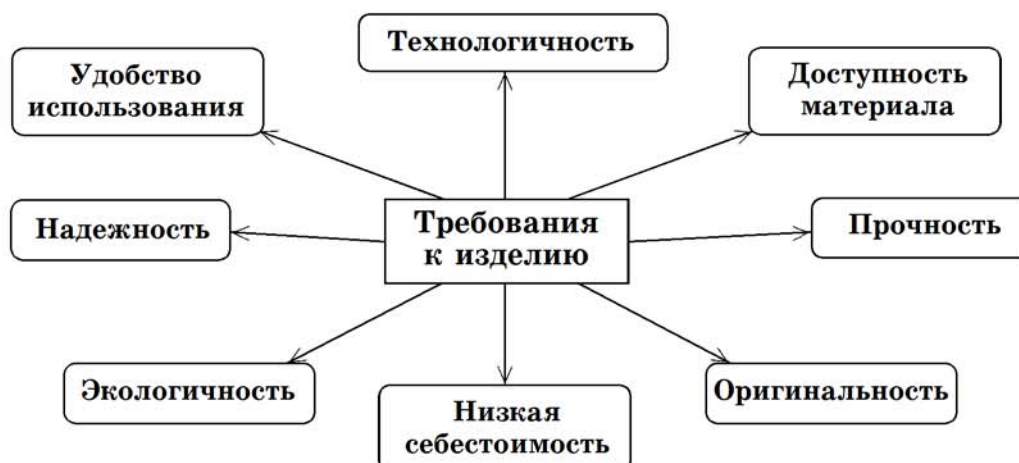 Технологичность
Удобство
использования
Доступность
материала
Надежность
Требования
к изделию
Прочность
Экологичность
Низкая
себестоимость
Оригинальность